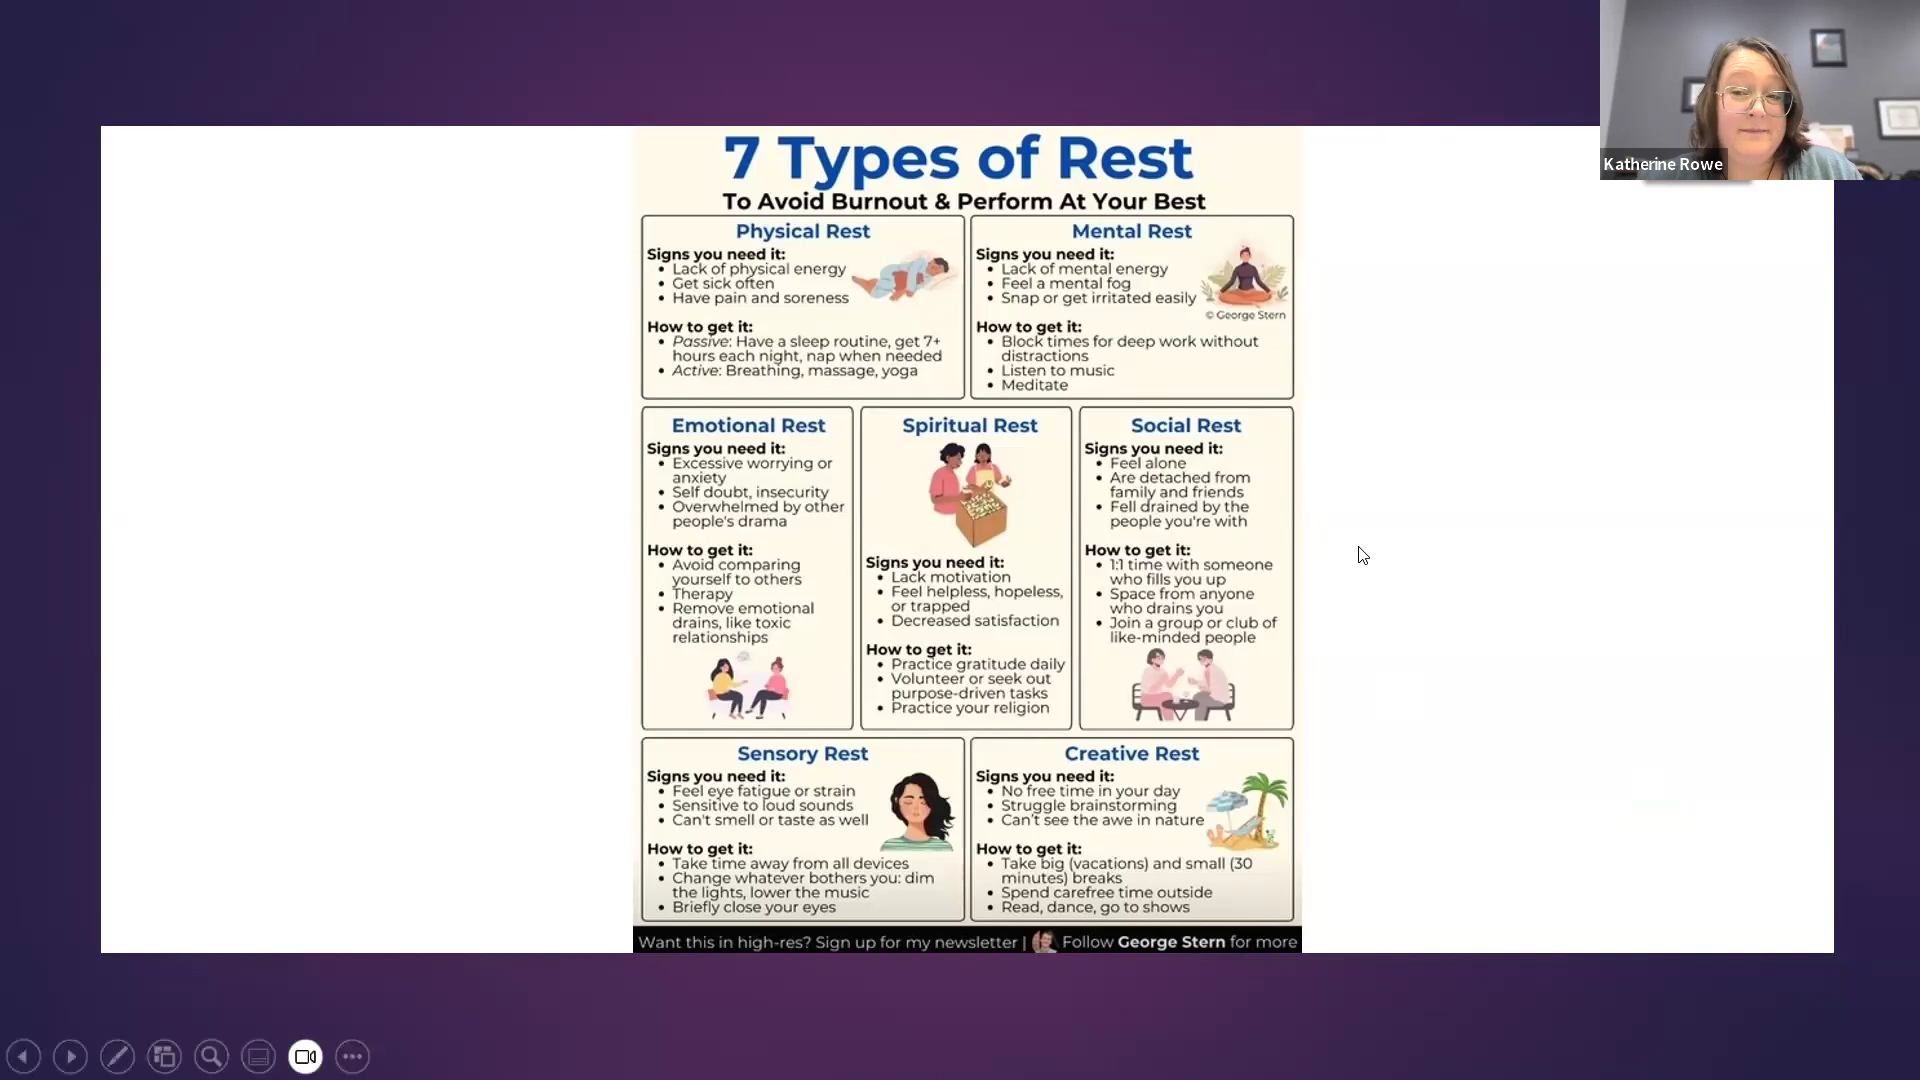 Katherine Rowe
7 Types of Rest
To Avoid Burnout & Perform At Your Best
Physical Rest
Signs you need it:
• Lack of physical energy
• Get sick often
• Have pain and soreness
How to get it:
• Passive: Have a sleep routine, get 7+
hours each night, nap when needed
• Active: Breathing, massage, yoga
Mental Rest
Signs you need it:
• Lack of mental energy
• Feel a mental fog
• Snap or get irritated easily
© George Stern
How to get it:
• Block times for deep work without
distractions
• Listen to music
• Meditate
Emotional Rest
Signs you need it:
• Excessive worrying or
anxiety
• Self doubt, insecurity
• Overwhelmed by other
people's drama
How to get it:
• Avoid comparing
yourself to others
• Therapy
• Remove emotional
drains, like toxic
relationships
Spiritual Rest
Signs you need it:
• Lack motivation
• Feel helpless, hopeless,
or trapped
• Decreased satisfaction
How to get it:
• Practice gratitude daily
• Volunteer or seek out
purpose-driven tasks
• Practice your religion
Social Rest
Signs you need it:
• Feel alone
• Are detached from
family and friends
• Fell drained by the
people you're with
How to get it:
• 1:1 time with someone
who fills you up
• Space from anyone
who drains you
• Join a group or club of
like-minded people
Sensory Rest
Signs you need it:
• Feel eye fatigue or strain
• Sensitive to loud sounds
• Can't smell or taste as well
How to get it:
• Take time away from all devices
• Change whatever bothers you: dim
the lights, lower the music
• Briefly close your eyes
Creative Rest
Signs you need it:
• No free time in your day
• Struggle brainstorming
• Can't see the awe in nature
How to get it:
• Take big (vacations) and small (30
minutes) breaks
• Spend carefree time outside
• Read, dance, go to shows
Want this in high-res? Sign up for my newsletter | Follow George Stern for more